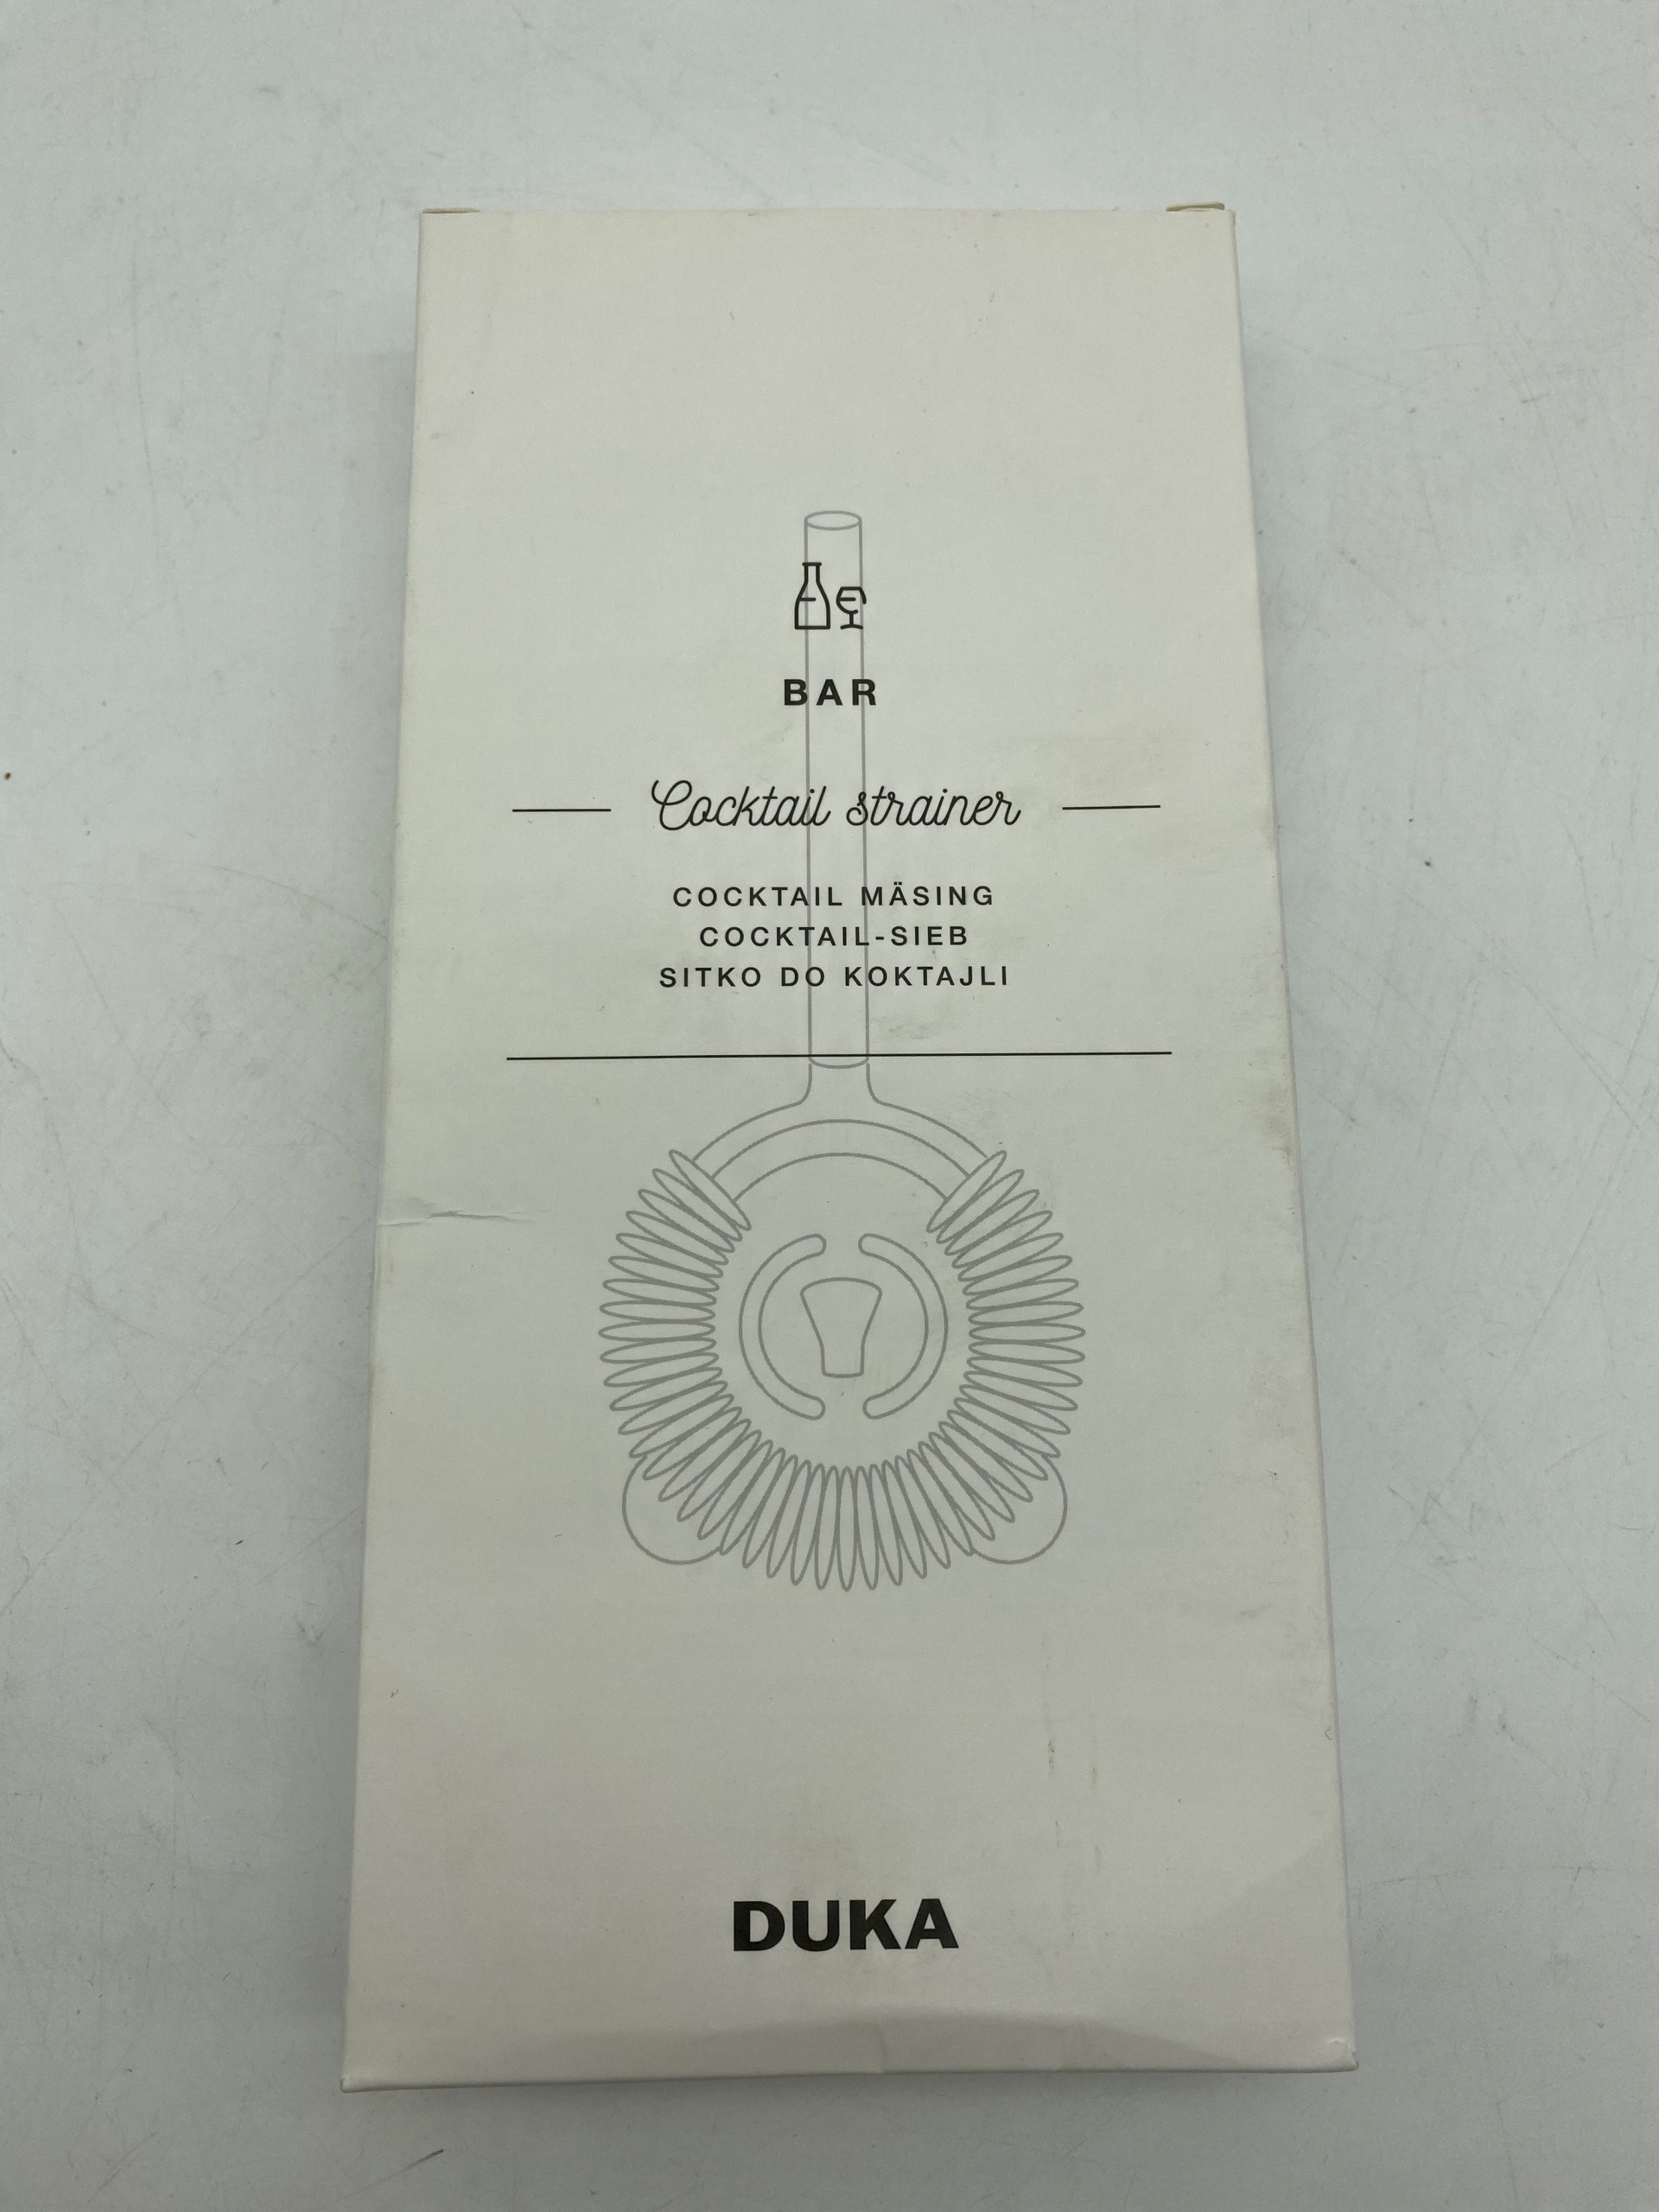 BAR
Cocktail strainer
COCKTAIL MÄSING
COCKTAIL-SIEB
SITKO DO KOKTAJLI
DUKA